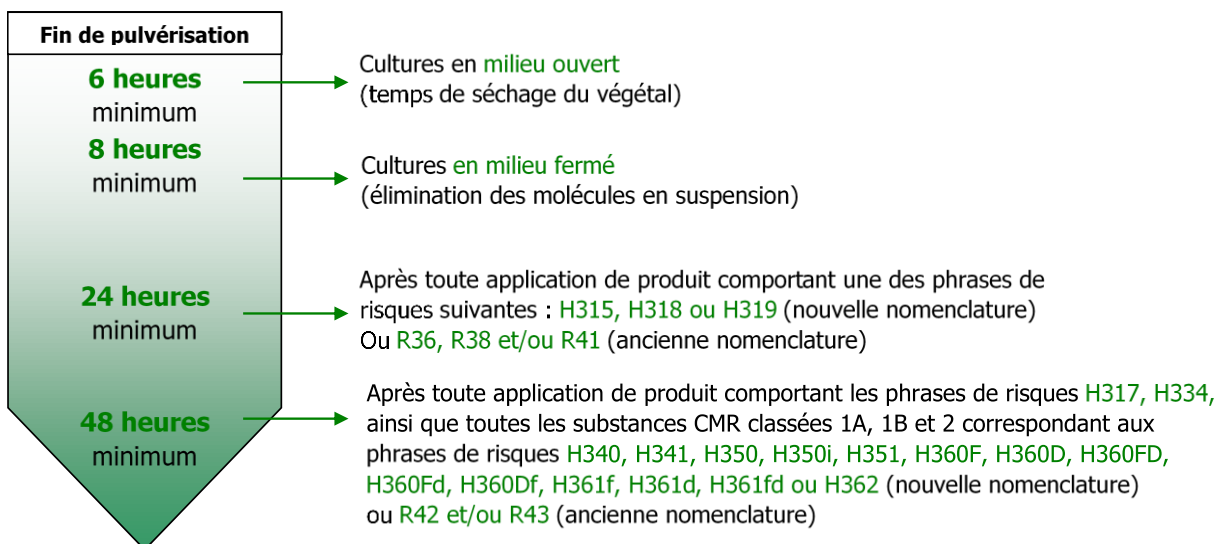 Fin de pulvérisation
6 heures
minimum
Cultures en milieu ouvert
(temps de séchage du végétal)
8 heures
minimum
Cultures en milieu fermé
(élimination des molécules en suspension)
24 heures
minimum
Après toute application de produit comportant une des phrases de
risques suivantes : H315, H318 ou H319 (nouvelle nomenclature)
Ou R36, R38 et/ou R41 (ancienne nomenclature)
48 heures
minimum
Après toute application de produit comportant les phrases de risques H317, H334,
ainsi que toutes les substances CMR classées 1A, 1B et 2 correspondant aux
phrases de risques H340, H341, H350, H350i, H351, H360F, H360D, H360FD,
H360Fd, H360Df, H361f, H361d, H361fd ou H362 (nouvelle nomenclature)
ou R42 et/ou R43 (ancienne nomenclature)